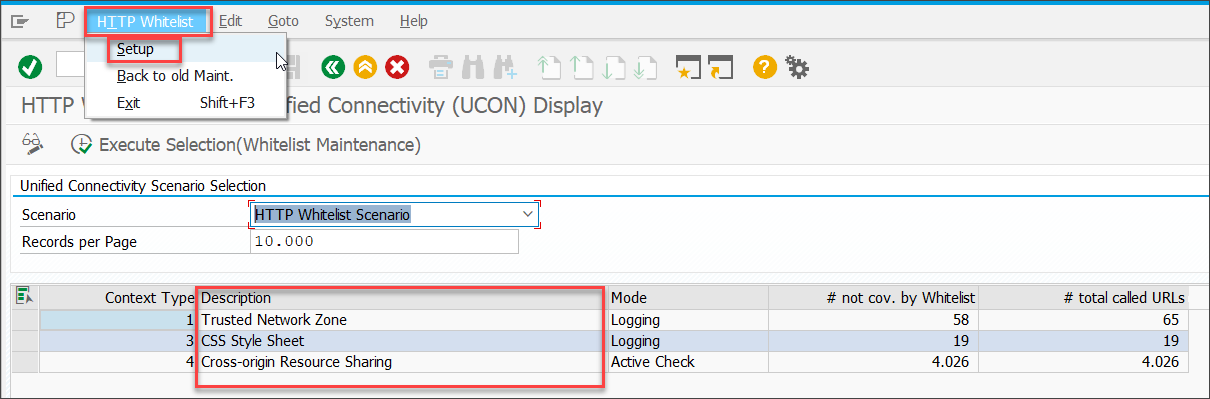 HTTP Whitelist Edit Goto System Help
Setup
Back to old Maint.
Exit Shift+F3
HTTP W ified Connectivity (UCON) Display
Execute Selection(Whitelist Maintenance)
Unified Connectivity Scenario Selection
Scenario HTTP Whitelist Scenario
Records per Page 10.000
Context Type Description Mode # not cov. by Whitelist # total called URLs
1 Trusted Network Zone Logging 58 65
3 CSS Style Sheet Logging 19 19
4 Cross-origin Resource Sharing Active Check 4.026 4.026